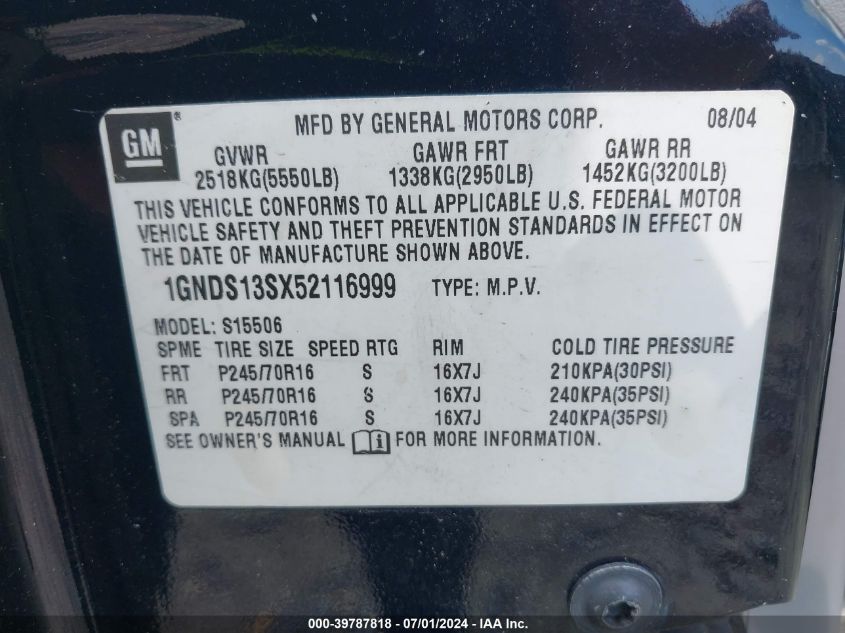 GM ® MFD BY GENERAL MOTORS CORP. 08/04
GVWR GAWR FRT GAWR RR
2518KG(5550LB) 1338KG(2950LB) 1452KG(3200LB)
THIS VEHICLE CONFORMS TO ALL APPLICABLE U.S. FEDERAL MOTOR
VEHICLE SAFETY AND THEFT PREVENTION STANDARDS IN EFFECT ON
THE DATE OF MANUFACTURE SHOWN ABOVE.
1GNDS13SX52116999 TYPE: M.P.V.
MODEL: S15506
SPME TIRE SIZE SPEED RTG RIM COLD TIRE PRESSURE
FRT P245/70R16 S 16X7J 210KPA(30PSI)
RR P245/70R16 S 16X7J 240KPA(35PSI)
SPA P245/70R16 S 16X7J 240KPA(35PSI)
SEE OWNER'S MANUAL i FOR MORE INFORMATION.
000-39787818 | 07/01/2024 | IAA Inc.